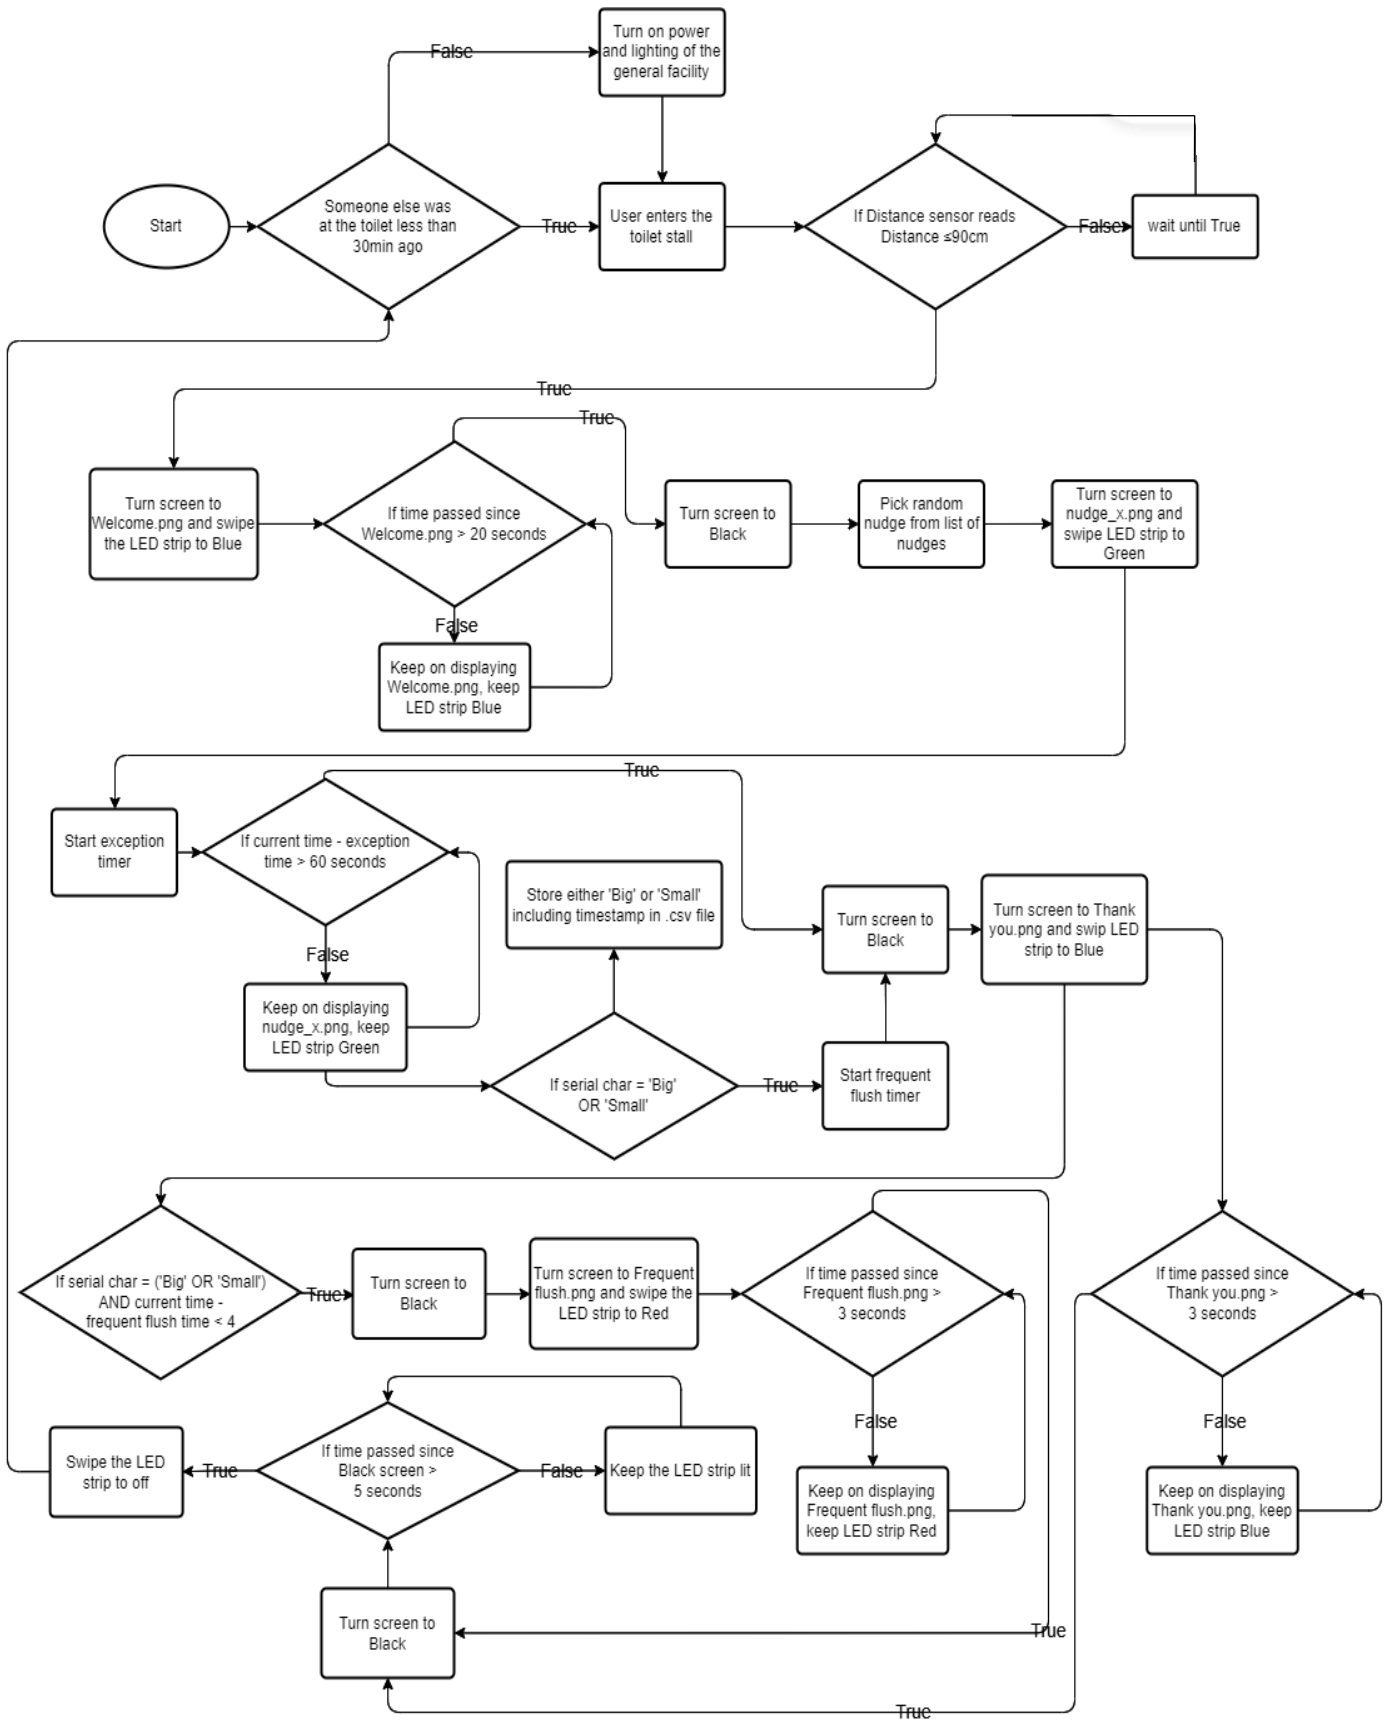 Turn on power
and lighting of the
general facility
False
Start
Someone else was
at the toilet less than
30min ago
True
User enters the
toilet stall
If Distance sensor reads
Distance ≤90cm
False
wait until True
True
True
Turn screen to
Welcome.png and swipe
the LED strip to Blue
If time passed since
Welcome.png > 20 seconds
Turn screen to
Black
Pick random
nudge from list of
nudges
Turn screen to
nudge_x.png and
swipe LED strip to
Green
False
Keep on displaying
Welcome.png, keep
LED strip Blue
True
Start exception
timer
If current time - exception
time > 60 seconds
Store either 'Big' or 'Small'
including timestamp in .csv file
Turn screen to
Black
Turn screen to Thank
you.png and swip LED
strip to Blue
False
Keep on displaying
nudge_x.png, keep
LED strip Green
If serial char = 'Big'
OR 'Small'
True
Start frequent
flush timer
If serial char = ('Big' OR 'Small')
AND current time -
frequent flush time < 4
True
Turn screen to
Black
Turn screen to Frequent
flush.png and swipe the
LED strip to Red
If time passed since
Frequent flush.png >
3 seconds
If time passed since
Thank you.png >
3 seconds
False
False
Swipe the LED
strip to off
True
If time passed since
Black screen >
5 seconds
False
Keep the LED strip lit
Keep on displaying
Frequent flush.png,
keep LED strip Red
Keep on displaying
Thank you.png, keep
LED strip Blue
Turn screen to
Black
True
True